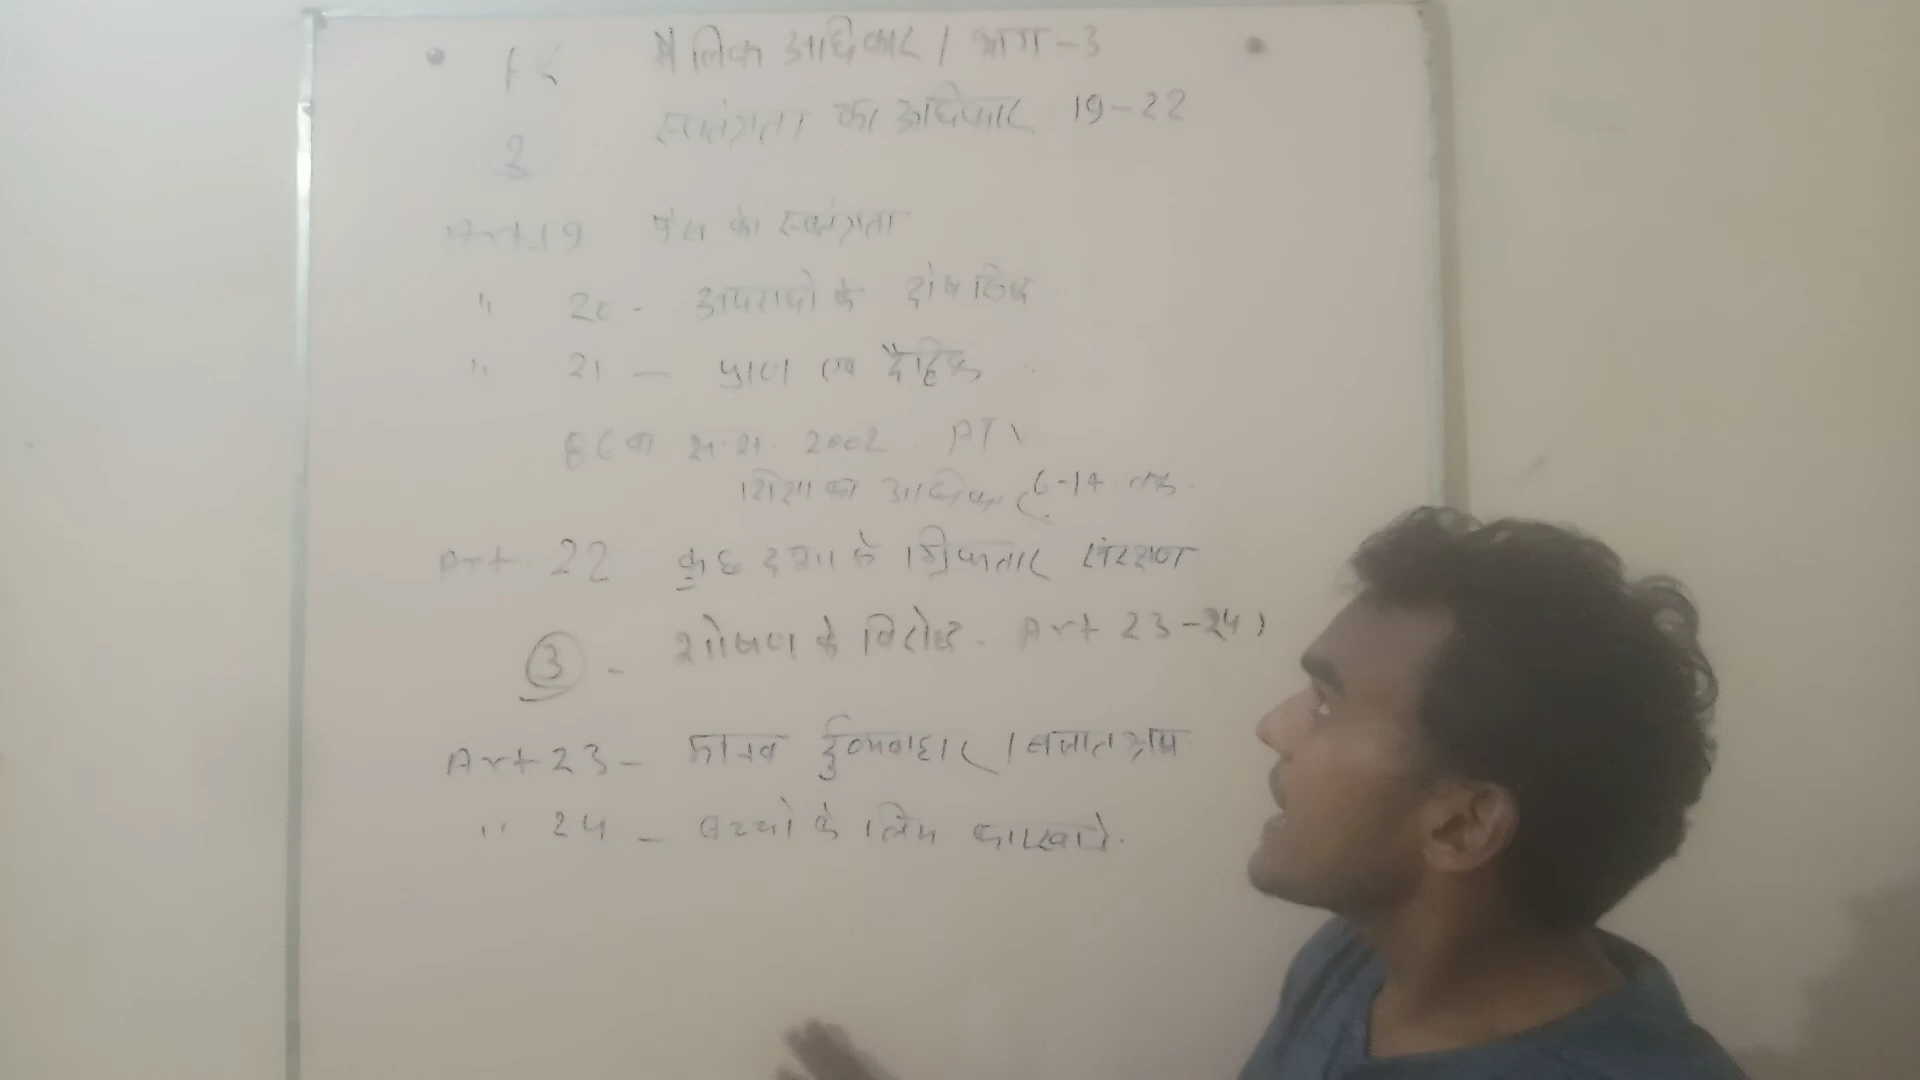 FR मौलिक अधिकार / भाग-3
2 स्वतंत्रता का अधिकार 19-22
Art 19 प्रेस की स्वतंत्रता
" 20 - अपराधो के दोषसिद्ध
" 21 — प्राण एवं दैहिक
86 वा 2002
शिक्षा का अधिकार 6-14 तक
Art 22 कुछ दशा के गिरफ्तार संरक्षण
3 - शोषण के विरोध - Art 23-24)
Art 23 - मानव दुर्व्यवहार / बलात श्रम
" 24 - बच्चो के लिए कारखाने.